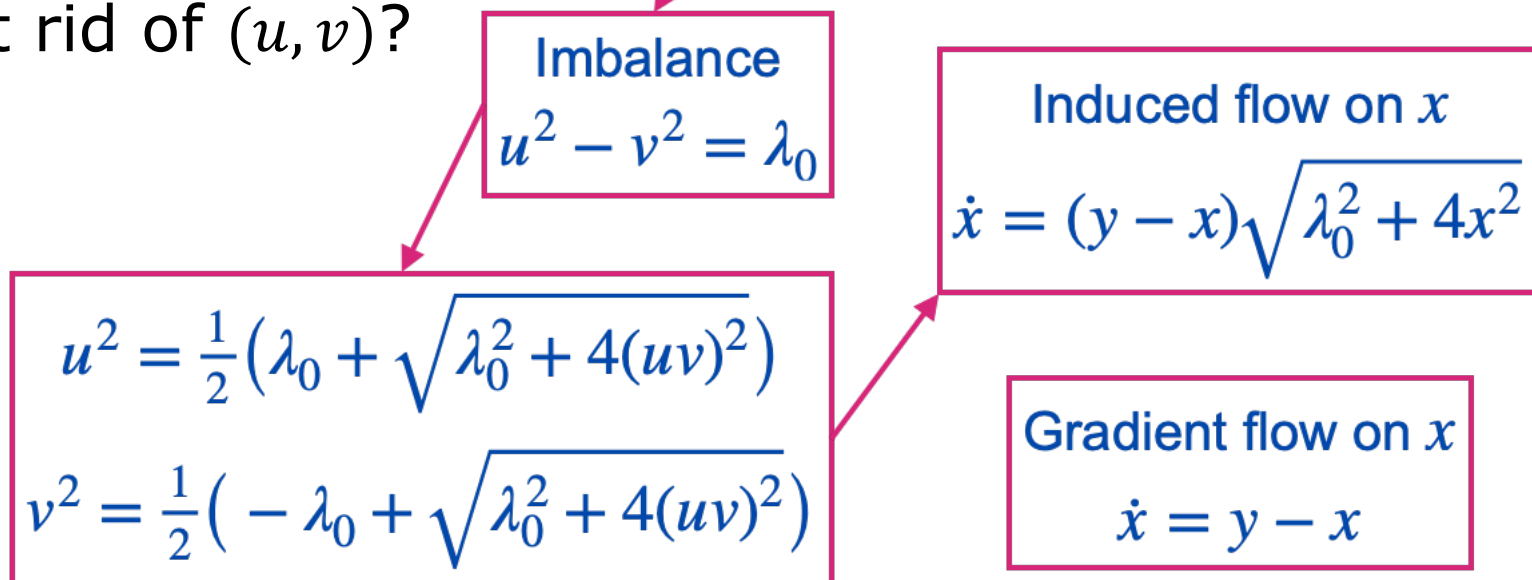 rid of (u, v)?
Imbalance
u² − v² = λ₀
Induced flow on x
ẋ = (y − x)√(λ₀² + 4x²)
u² = ½(λ₀ + √(λ₀² + 4(uv)²))
v² = ½(− λ₀ + √(λ₀² + 4(uv)²))
Gradient flow on x
ẋ = y − x